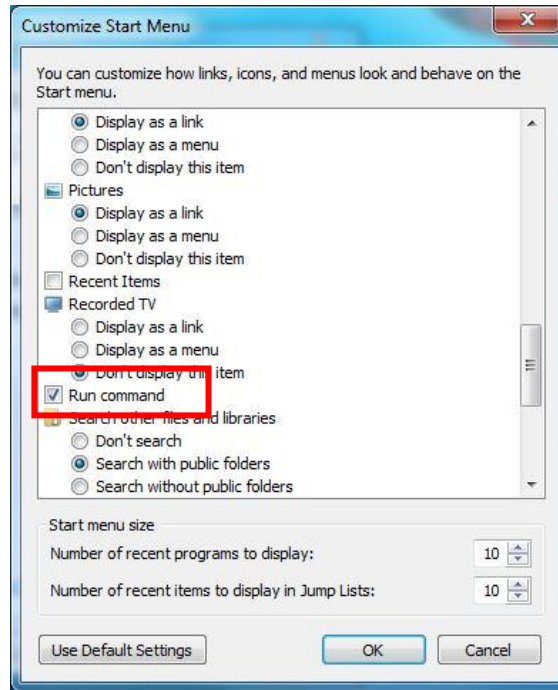 Customize Start Menu
You can customize how links, icons, and menus look and behave on the
Start menu.
Display as a link
Display as a menu
Don't display this item
Pictures
Display as a link
Display as a menu
Don't display this item
Recent Items
Recorded TV
Display as a link
Display as a menu
Don't display this item
Run command
Search other files and libraries
Don't search
Search with public folders
Search without public folders
Start menu size
Number of recent programs to display: 10
Number of recent items to display in Jump Lists: 10
Use Default Settings OK Cancel